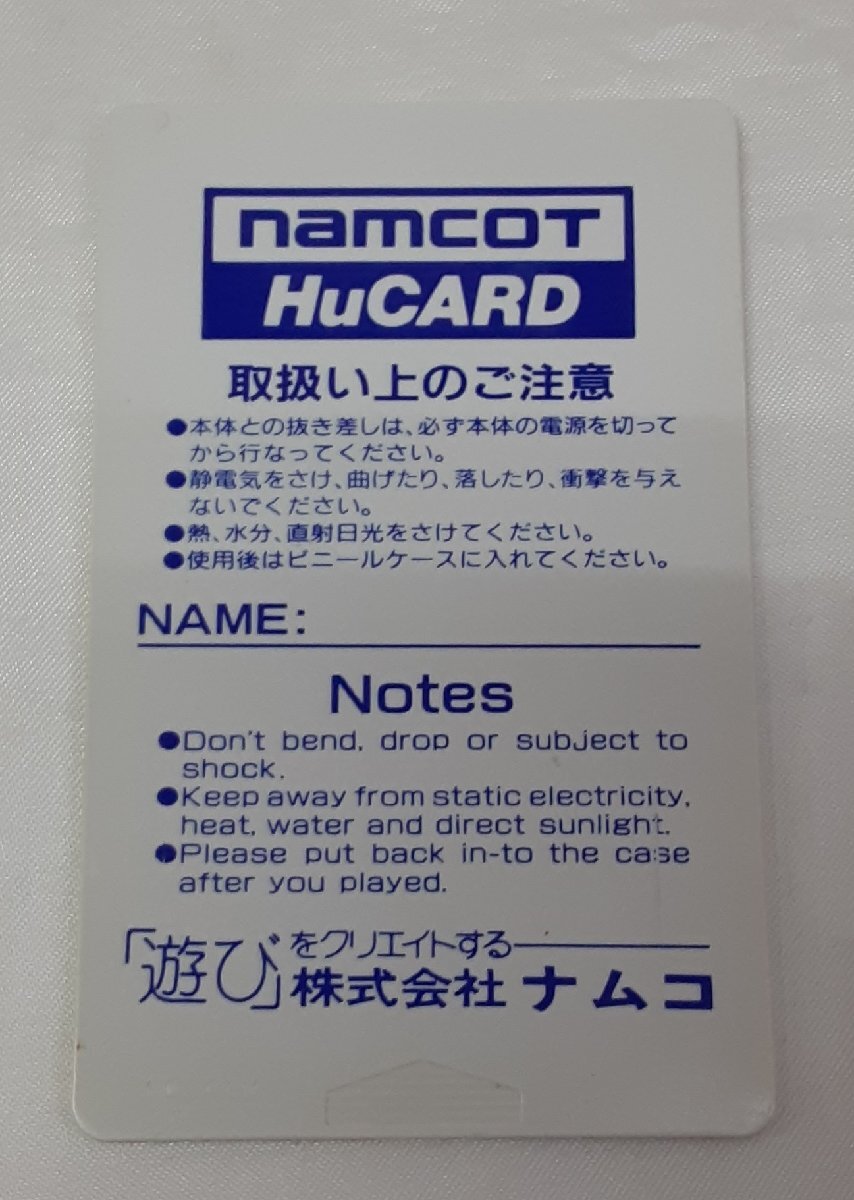 namcot
HuCARD
取扱い上のご注意
●本体との抜き差しは、必ず本体の電源を切って
から行なってください。
●静電気をさけ、曲げたり、落したり、衝撃を与え
ないでください。
●熱、水分、直射日光をさけてください。
●使用後はビニールケースに入れてください。
NAME:
Notes
●Don't bend, drop or subject to
shock.
●Keep away from static electricity,
heat, water and direct sunlight.
●Please put back in-to the case
after you played.
「遊び」をクリエイトする
株式会社ナムコ